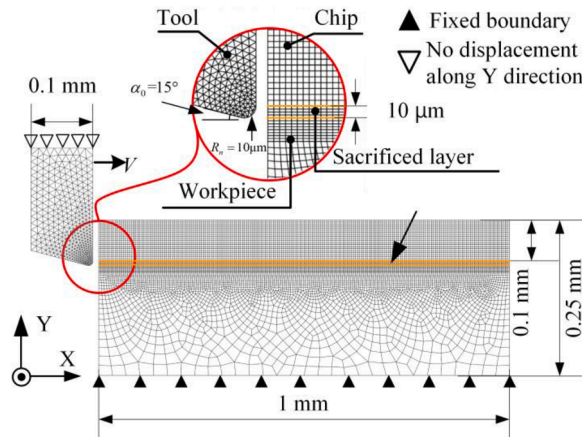 Tool
Chip
Fixed boundary
No displacement
along Y direction
0.1 mm
α₀=15°
10 μm
V
Rₙ=10μm
Sacrificed layer
Workpiece
0.1 mm
0.25 mm
Y
X
1 mm